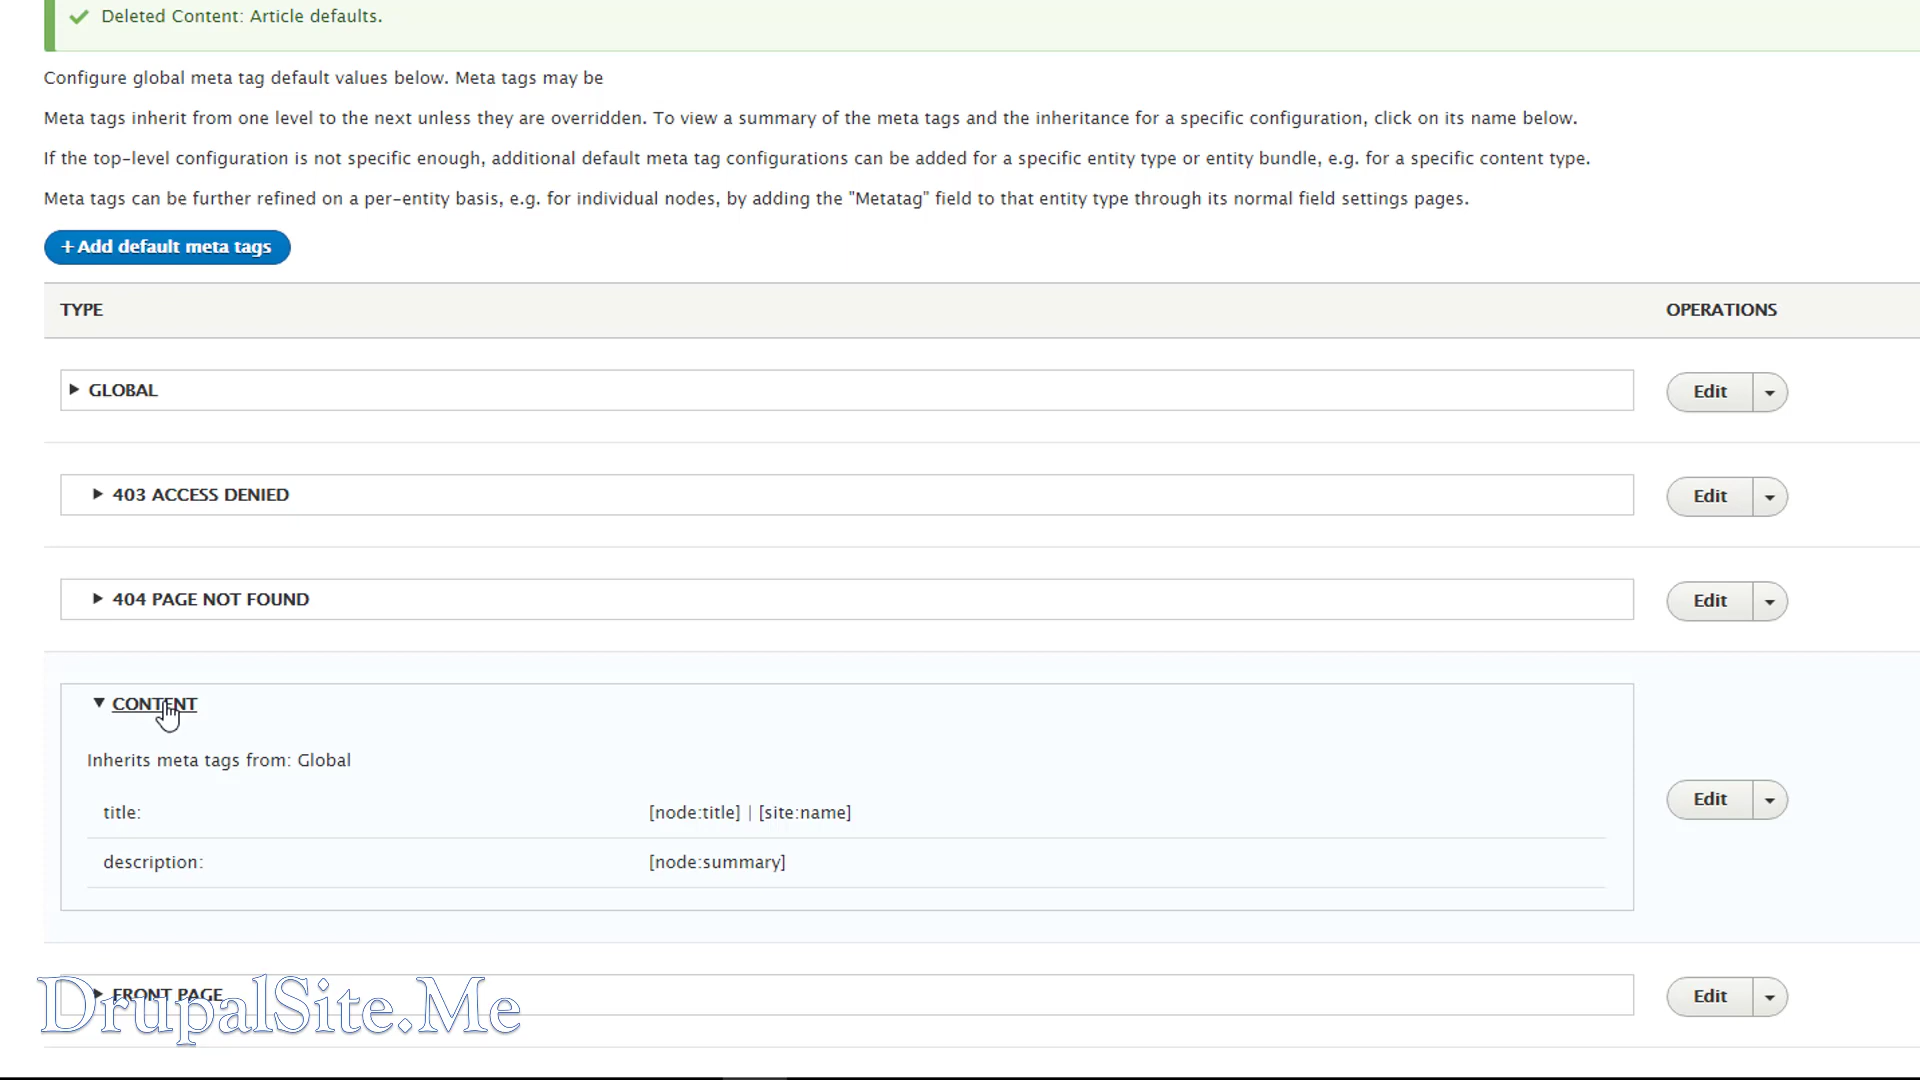 Deleted Content: Article defaults.
Configure global meta tag default values below. Meta tags may be
Meta tags inherit from one level to the next unless they are overridden. To view a summary of the meta tags and the inheritance for a specific configuration, click on its name below.
If the top-level configuration is not specific enough, additional default meta tag configurations can be added for a specific entity type or entity bundle, e.g. for a specific content type.
Meta tags can be further refined on a per-entity basis, e.g. for individual nodes, by adding the "Metatag" field to that entity type through its normal field settings pages.
+Add default meta tags
TYPE OPERATIONS
GLOBAL Edit
403 ACCESS DENIED Edit
404 PAGE NOT FOUND Edit
CONTENT
Inherits meta tags from: Global
title: [node:title] | [site:name]
Edit
description: [node:summary]
FRONT PAGE Edit
DrupalSite.Me